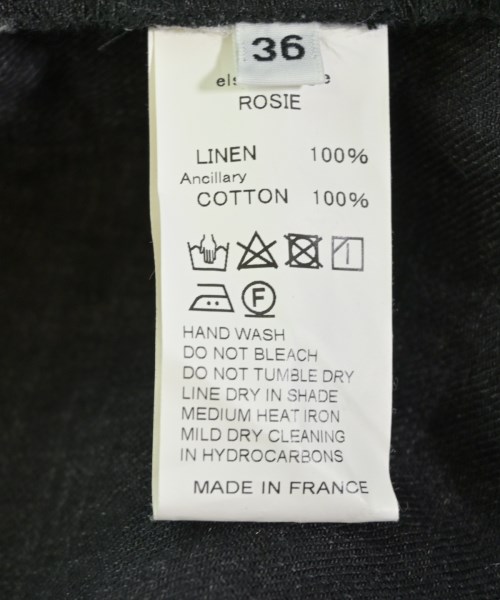 36
ROSIE
LINEN 100%
Ancillary
COTTON 100%
F
HAND WASH
DO NOT BLEACH
DO NOT TUMBLE DRY
LINE DRY IN SHADE
MEDIUM HEAT IRON
MILD DRY CLEANING
IN HYDROCARBONS
MADE IN FRANCE